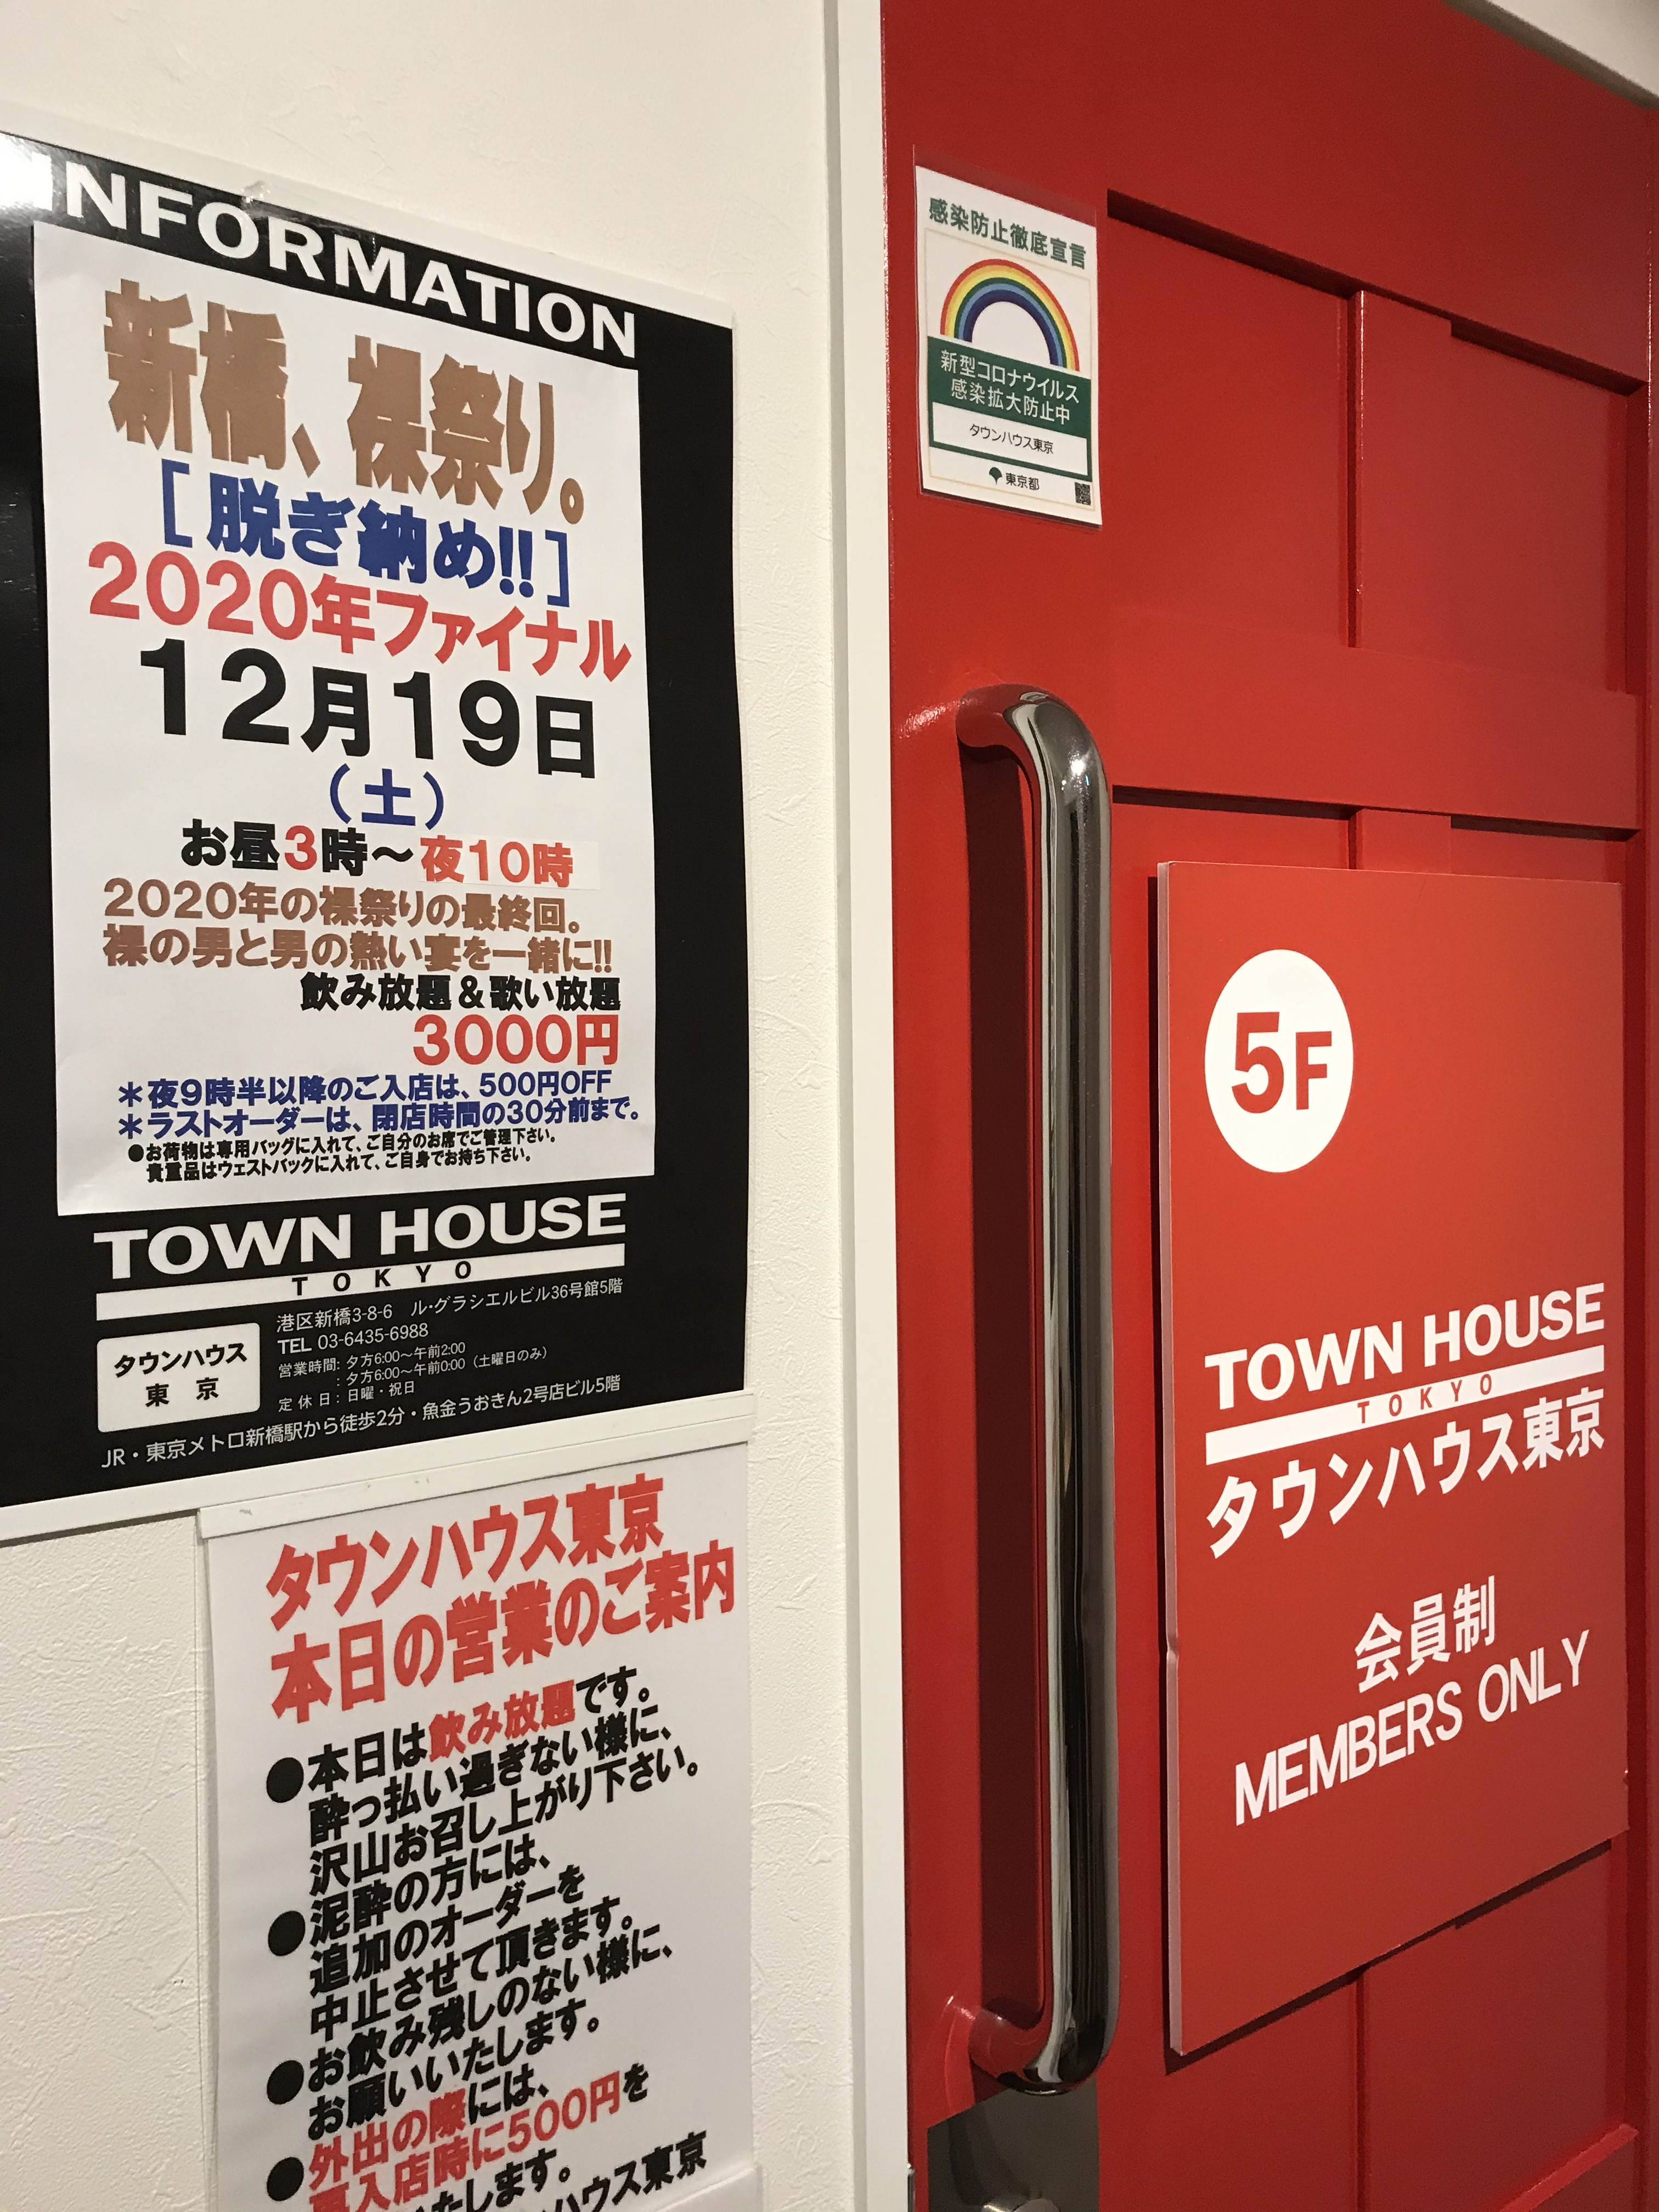 INFORMATION
新橋、裸祭り。
[脱ぎ納め!!]
2020年ファイナル
12月19日
（土）
お昼3時～夜10時
2020年の裸祭りの最終回。
裸の男と男の熱い宴を一緒に!!
飲み放題＆歌い放題
3000円
＊夜9時半以降のご入店は、500円OFF
＊ラストオーダーは、閉店時間の30分前まで。
●お荷物は専用バッグに入れて、ご自分のお席でご管理下さい。
貴重品はウェストバックに入れて、ご自身でお持ち下さい。
TOWN HOUSE
TOKYO
タウンハウス
東京
港区新橋3-8-6 ル・グラシエルビル36号館5階
TEL 03-6435-6988
営業時間：夕方6:00〜午前2:00
：夕方6:00〜午前0:00（土曜日のみ）
定休日：日曜・祝日
JR・東京メトロ新橋駅から徒歩2分・魚金うおきん2号店ビル5階
タウンハウス東京
本日の営業のご案内
●本日は飲み放題です。
酔っ払い過ぎない様に、
沢山お召し上がり下さい。
●泥酔の方には、
追加のオーダーを
中止させて頂きます。
●お飲み残しのない様に、
お願いいたします。
●外出の際には、
再入店時に500円を
たします。
ハウス東京
感染防止徹底宣言
新型コロナウイルス
感染拡大防止中
タウンハウス東京
東京都
5F
TOWN HOUSE
TOKYO
タウンハウス東京
会員制
MEMBERS ONLY